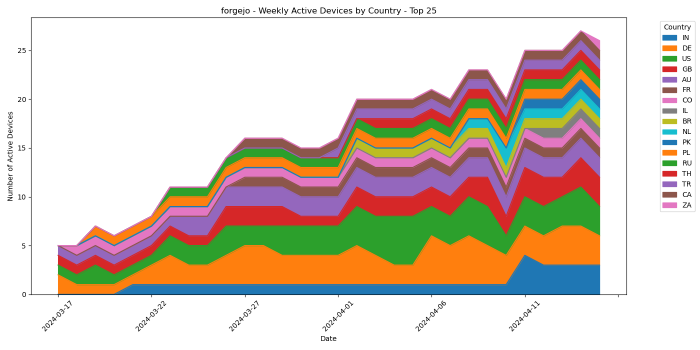 forgejo - Weekly Active Devices by Country - Top 25
Number of Active Devices
25
20
15
10
5
0
2024-03-17
2024-03-22
2024-03-27
2024-04-01
2024-04-06
2024-04-11
Date
Country
IN
DE
US
GB
AU
FR
CO
IL
BR
NL
PK
PL
RU
TH
TR
CA
ZA